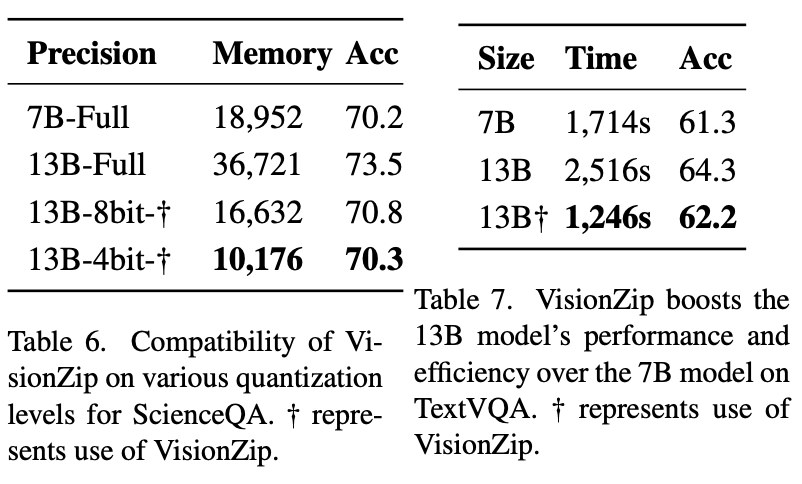 Precision Memory Acc
7B-Full 18,952 70.2
13B-Full 36,721 73.5
13B-8bit-† 16,632 70.8
13B-4bit-† 10,176 70.3
Table 6. Compatibility of Vi-
sionZip on various quantization
levels for ScienceQA. † repre-
sents use of VisionZip.
Size Time Acc
7B 1,714s 61.3
13B 2,516s 64.3
13B† 1,246s 62.2
Table 7. VisionZip boosts the
13B model’s performance and
efficiency over the 7B model on
TextVQA. † represents use of
VisionZip.